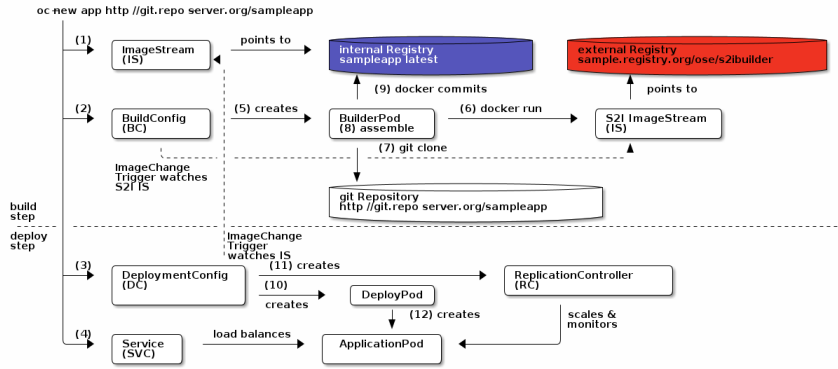 oc new app http //git.repo server.org/sampleapp
(1)
ImageStream
(IS)
points to
internal Registry
sampleapp latest
external Registry
sample.registry.org/ose/s2ibuilder
(9) docker commits
points to
(2)
BuildConfig
(BC)
(5) creates
BuilderPod
(8) assemble
(6) docker run
S2I ImageStream
(IS)
(7) git clone
ImageChange
Trigger watches
S2I IS
git Repository
http //git.repo server.org/sampleapp
build
step
deploy
step
ImageChange
Trigger
watches IS
(3)
DeploymentConfig
(DC)
(11) creates
(10)
creates
DeployPod
ReplicationController
(RC)
(12) creates
scales &
monitors
(4)
Service
(SVC)
load balances
ApplicationPod